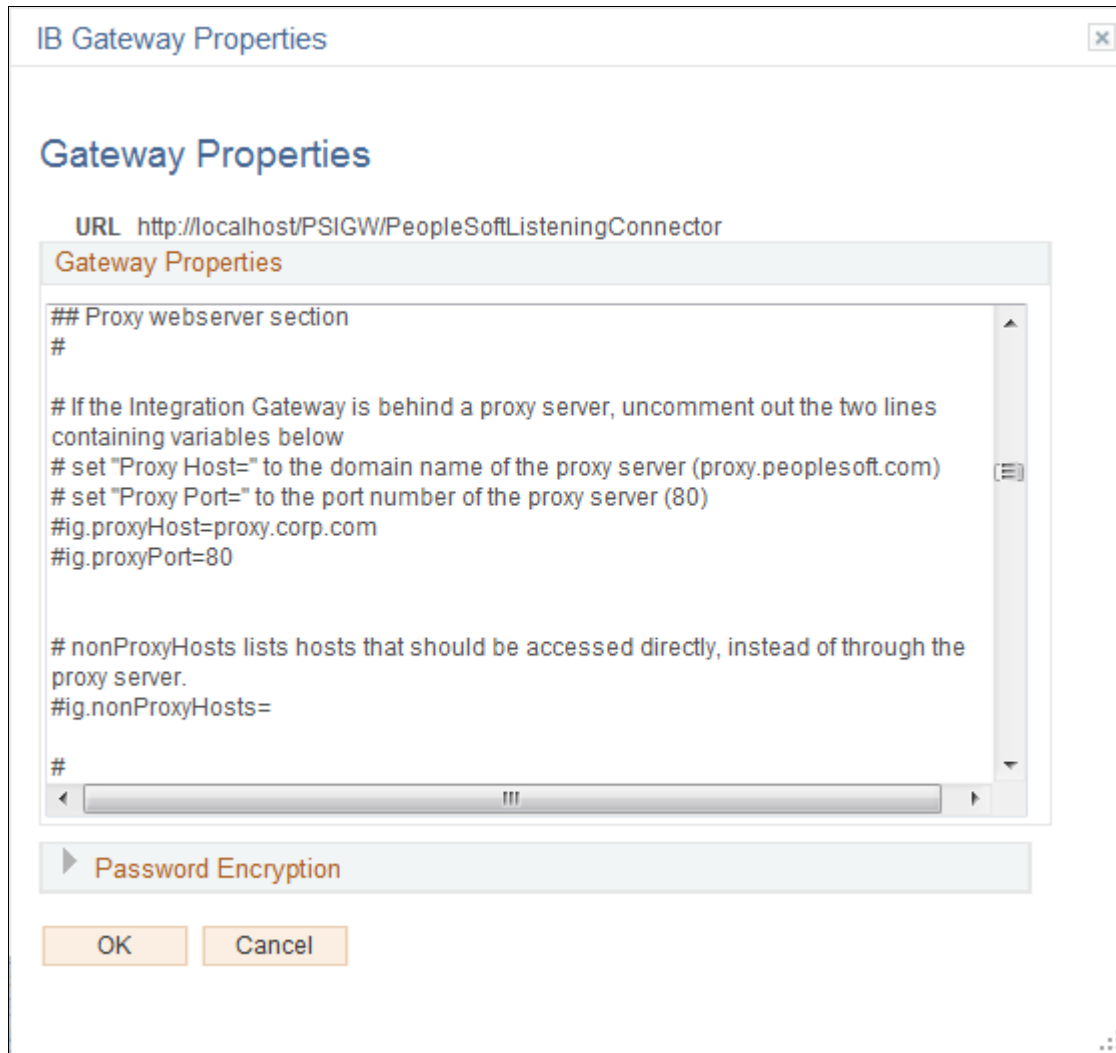 IB Gateway Properties
Gateway Properties
URL http://localhost/PSIGW/PeopleSoftListeningConnector
Gateway Properties
## Proxy webserver section
#
# If the Integration Gateway is behind a proxy server, uncomment out the two lines
containing variables below
# set "Proxy Host=" to the domain name of the proxy server (proxy.peoplesoft.com)
# set "Proxy Port=" to the port number of the proxy server (80)
#ig.proxyHost=proxy.corp.com
#ig.proxyPort=80
# nonProxyHosts lists hosts that should be accessed directly, instead of through the
proxy server.
#ig.nonProxyHosts=
#
Password Encryption
OK Cancel